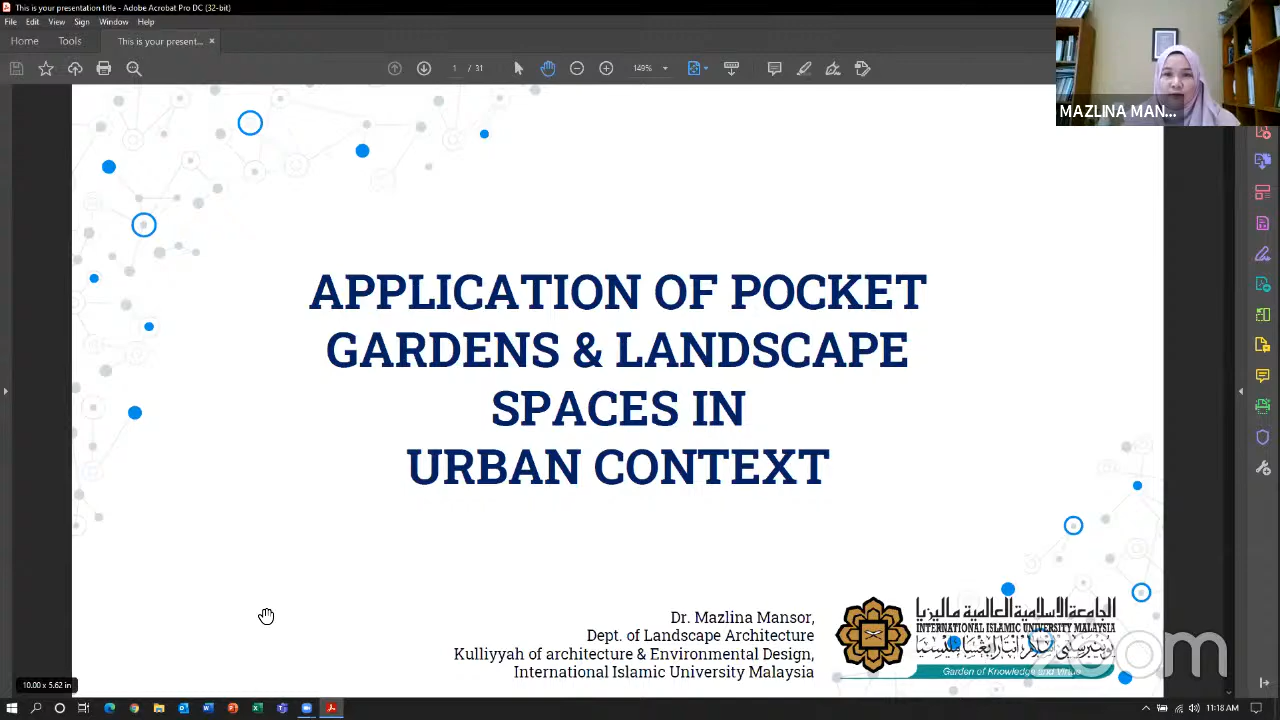 This is your presentation title - Adobe Acrobat Pro DC (32-bit)
File Edit View Sign Window Help
Home Tools This is your present... ×
1 / 31 149%
MAZLINA MAN...
APPLICATION OF POCKET
GARDENS & LANDSCAPE
SPACES IN
URBAN CONTEXT
Dr. Mazlina Mansor,
Dept. of Landscape Architecture
Kulliyyah of architecture & Environmental Design,
International Islamic University Malaysia
الجامعة الإسلامية العالمية ماليزيا
INTERNATIONAL ISLAMIC UNIVERSITY MALAYSIA
Garden of Knowledge and Virtue
zoom
10.00 x 5.62 in
11:18 AM